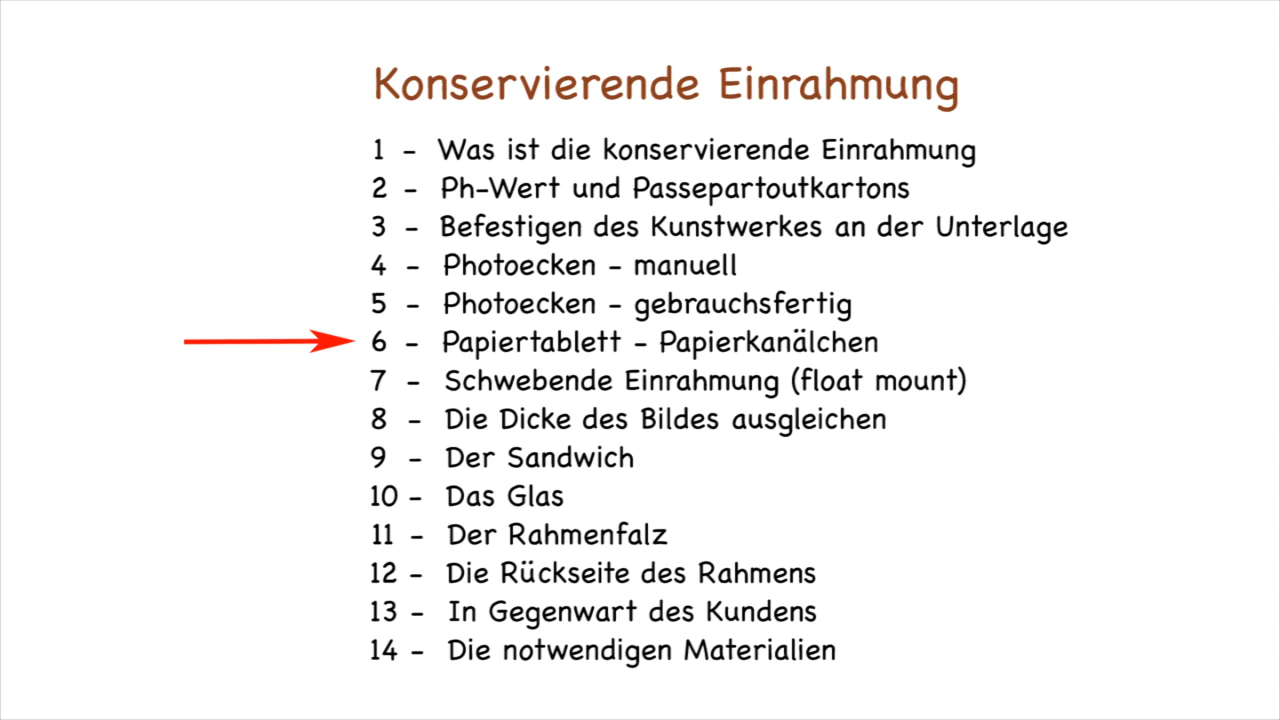 Konservierende Einrahmung
1 - Was ist die konservierende Einrahmung
2 - Ph-Wert und Passepartoutkartons
3 - Befestigen des Kunstwerkes an der Unterlage
4 - Photoecken - manuell
5 - Photoecken - gebrauchsfertig
6 - Papiertablett - Papierkanälchen
7 - Schwebende Einrahmung (float mount)
8 - Die Dicke des Bildes ausgleichen
9 - Der Sandwich
10 - Das Glas
11 - Der Rahmenfalz
12 - Die Rückseite des Rahmens
13 - In Gegenwart des Kundens
14 - Die notwendigen Materialien